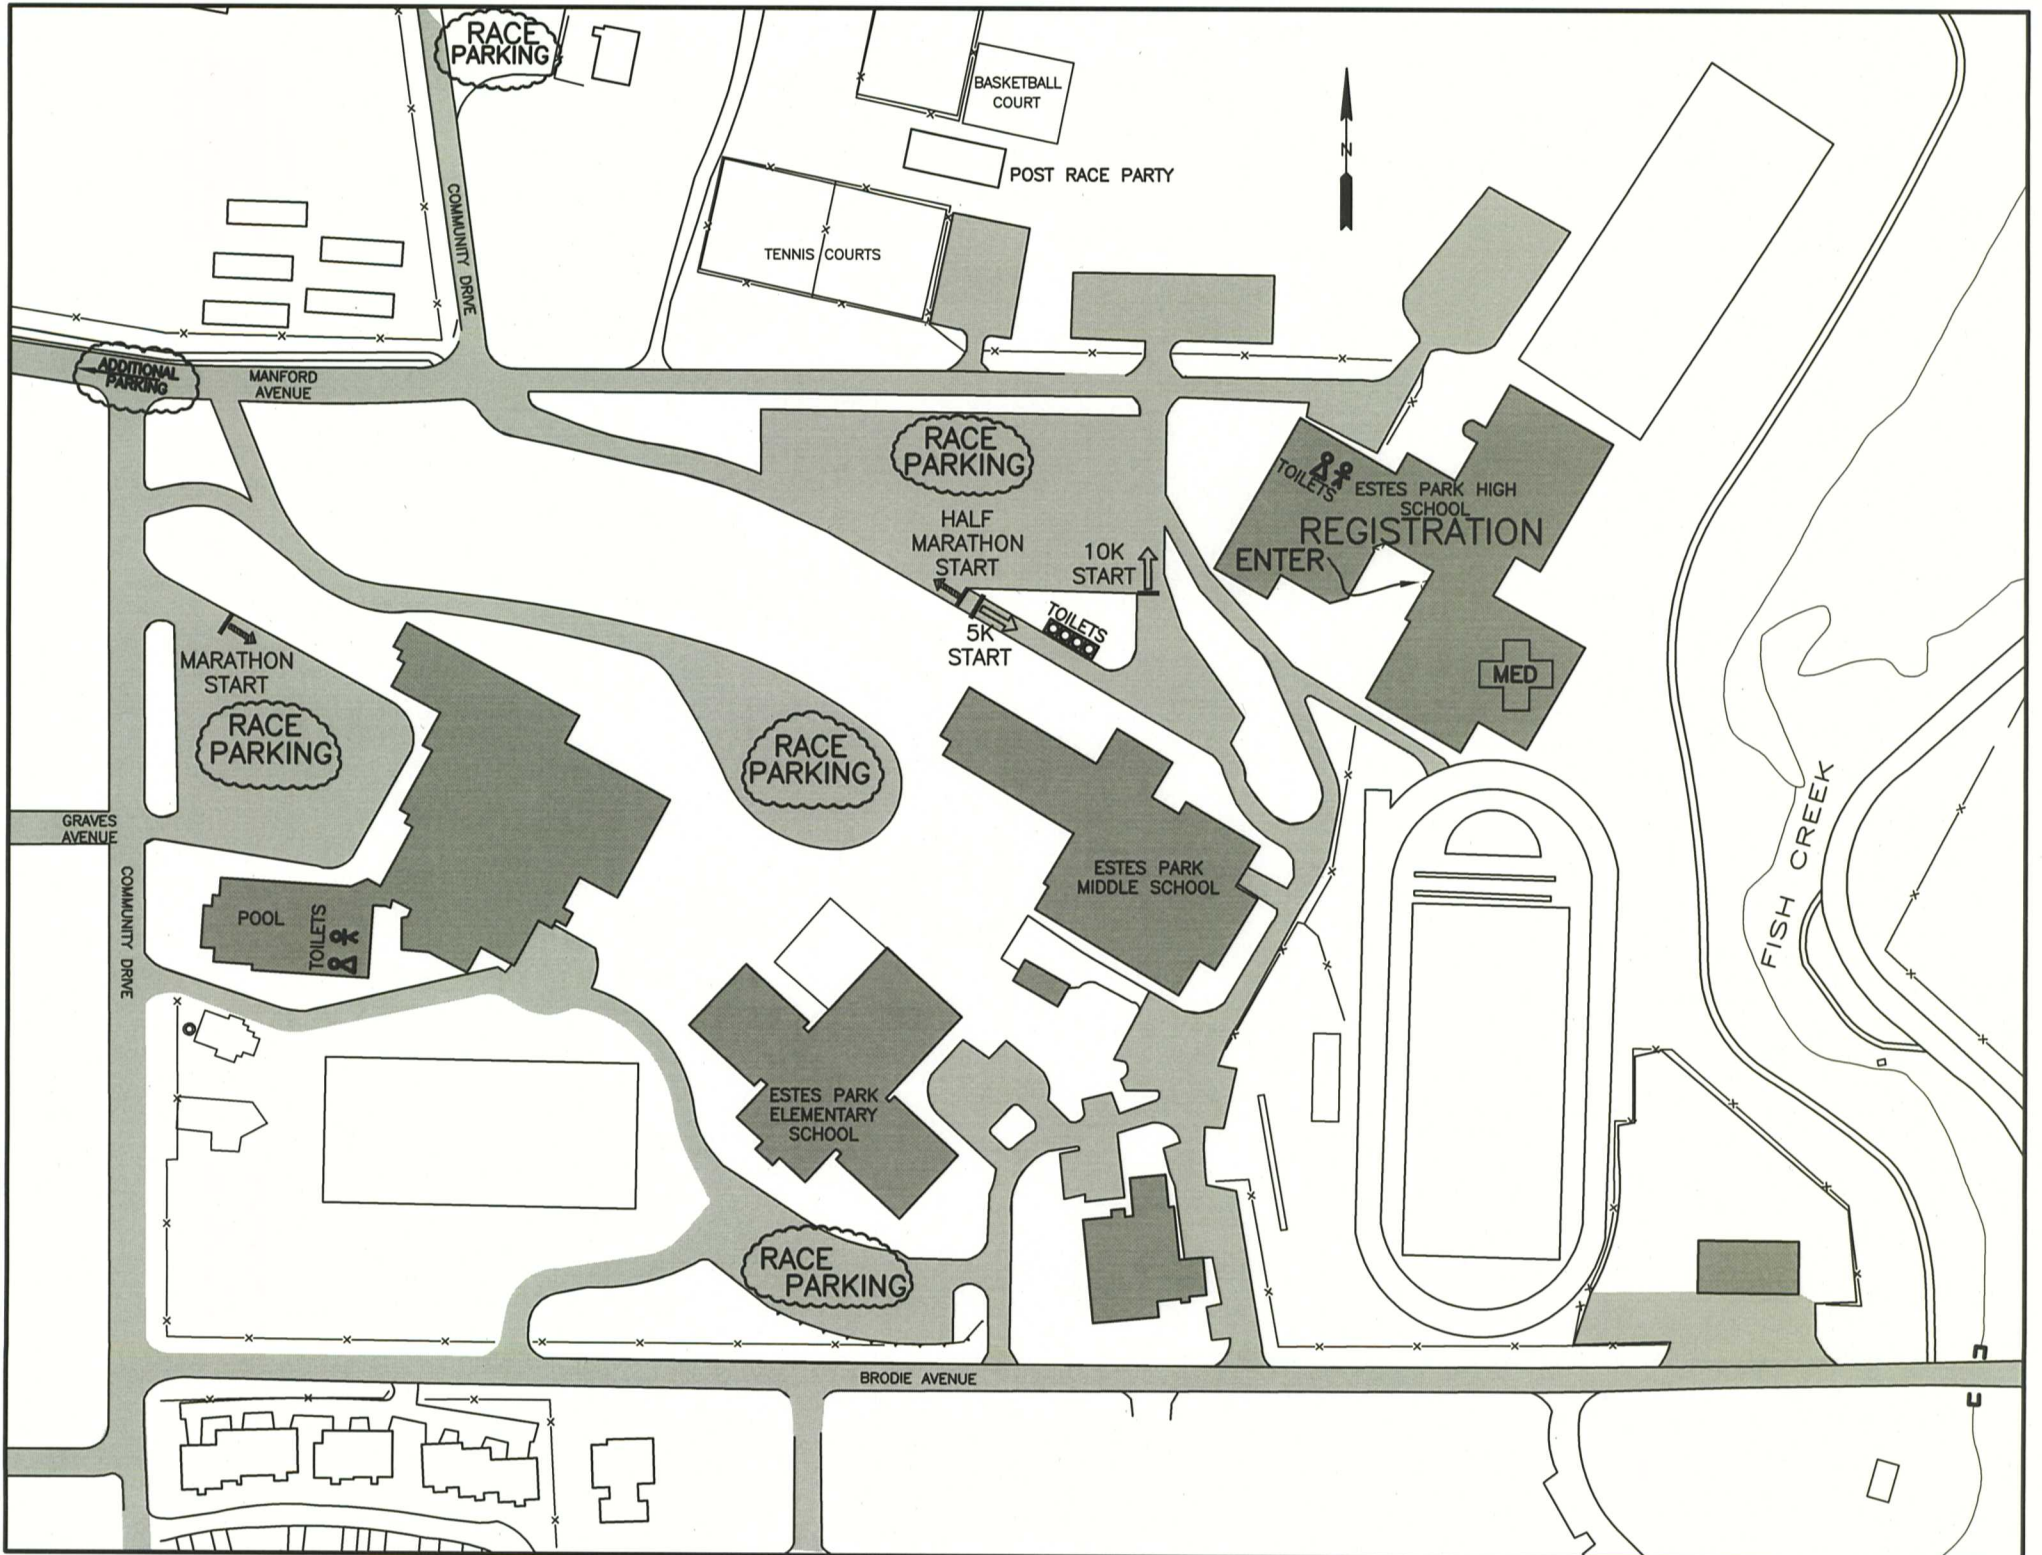 RACE
PARKING
BASKETBALL
COURT
N
POST RACE PARTY
COMMUNITY DRIVE
TENNIS COURTS
ADDITIONAL
PARKING
MANFORD
AVENUE
RACE
PARKING
TOILETS
ESTES PARK HIGH
SCHOOL
REGISTRATION
ENTER
HALF
MARATHON
START
10K
START
TOILETS
5K
START
MARATHON
START
MED
RACE
PARKING
RACE
PARKING
GRAVES
AVENUE
FISH CREEK
ESTES PARK
MIDDLE SCHOOL
POOL
TOILETS
COMMUNITY DRIVE
ESTES PARK
ELEMENTARY
SCHOOL
RACE
PARKING
BRODIE AVENUE